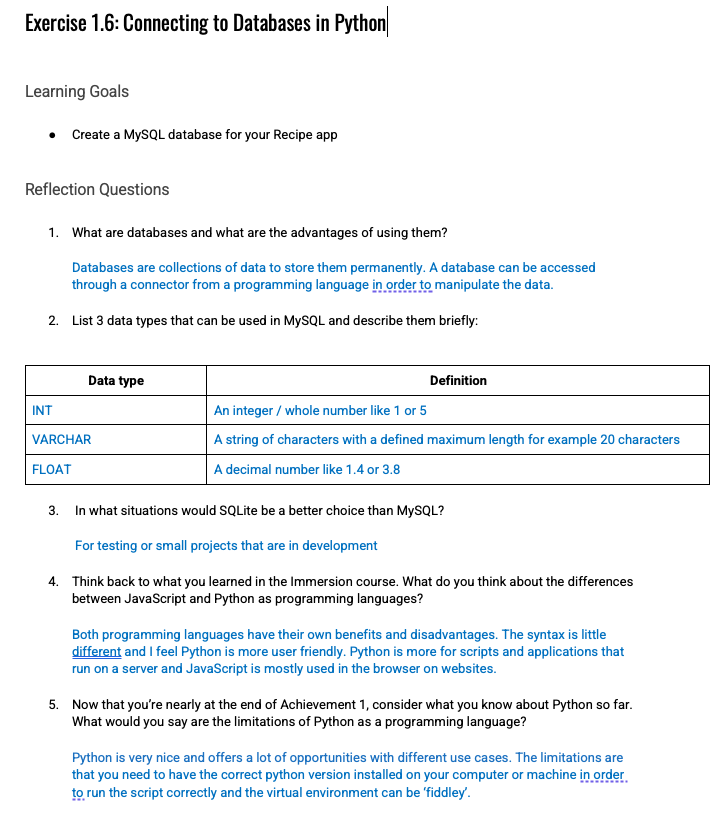 Exercise 1.6: Connecting to Databases in Python
Learning Goals
● Create a MySQL database for your Recipe app
Reflection Questions
1. What are databases and what are the advantages of using them?
Databases are collections of data to store them permanently. A database can be accessed
through a connector from a programming language in order to manipulate the data.
2. List 3 data types that can be used in MySQL and describe them briefly:
Data type Definition
INT An integer / whole number like 1 or 5
VARCHAR A string of characters with a defined maximum length for example 20 characters
FLOAT A decimal number like 1.4 or 3.8
3. In what situations would SQLite be a better choice than MySQL?
For testing or small projects that are in development
4. Think back to what you learned in the Immersion course. What do you think about the differences
between JavaScript and Python as programming languages?
Both programming languages have their own benefits and disadvantages. The syntax is little
different and I feel Python is more user friendly. Python is more for scripts and applications that
run on a server and JavaScript is mostly used in the browser on websites.
5. Now that you’re nearly at the end of Achievement 1, consider what you know about Python so far.
What would you say are the limitations of Python as a programming language?
Python is very nice and offers a lot of opportunities with different use cases. The limitations are
that you need to have the correct python version installed on your computer or machine in order
to run the script correctly and the virtual environment can be ‘fiddley’.